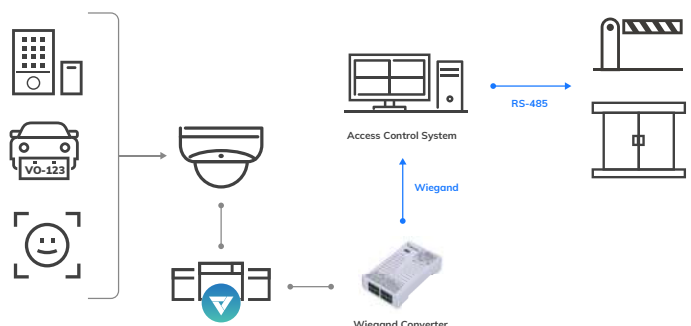 VO-123
Access Control System
RS-485
Wiegand
Wiegand Converter